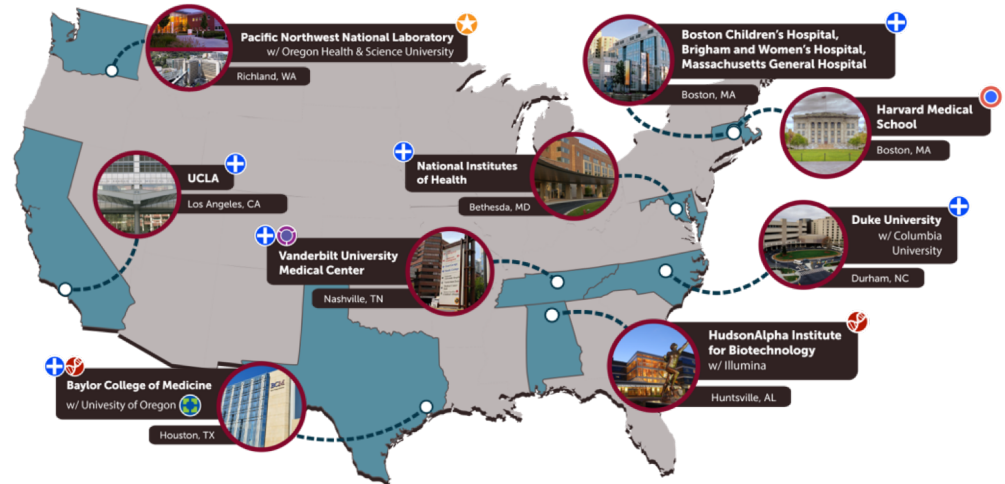 Pacific Northwest National Laboratory
w/ Oregon Health & Science University
Richland, WA
Boston Children's Hospital,
Brigham and Women's Hospital,
Massachusetts General Hospital
Boston, MA
Harvard Medical
School
Boston, MA
UCLA
Los Angeles, CA
National Institutes
of Health
Bethesda, MD
Duke University
w/ Columbia
University
Durham, NC
Vanderbilt University
Medical Center
Nashville, TN
HudsonAlpha Institute
for Biotechnology
w/ Illumina
Huntsville, AL
Baylor College of Medicine
w/ Univesity of Oregon
Houston, TX